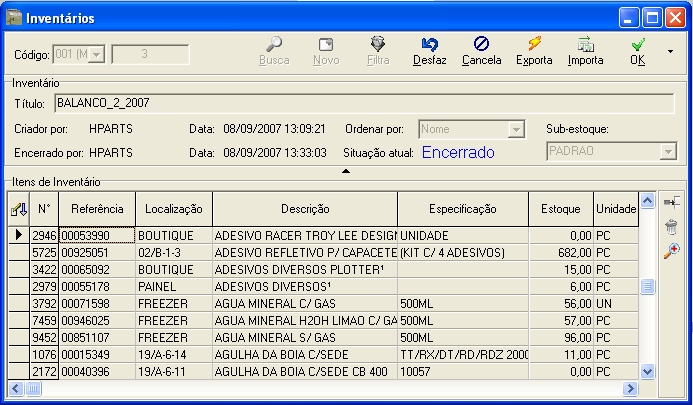 Inventários
Código: 001 (M 3 Busca Novo Filtra Desfaz Cancela Exporta Importa OK
Inventário
Título: BALANCO_2_2007
Criador por: HPARTS Data: 08/09/2007 13:09:21 Ordenar por: Nome Sub-estoque:
Encerrado por: HPARTS Data: 08/09/2007 13:33:03 Situação atual: Encerrado PADRAO
Itens de Inventário
N° Referência Localização Descrição Especificação Estoque Unidade
2946 00053990 BOUTIQUE ADESIVO RACER TROY LEE DESIGN UNIDADE 0,00 PC
5725 00925051 02/B-1-3 ADESIVO REFLETIVO P/ CAPACETE (KIT C/ 4 ADESIVOS) 682,00 PC
3422 00065092 BOUTIQUE ADESIVOS DIVERSOS PLOTTER¹ 15,00 PC
2979 00055178 PAINEL ADESIVOS DIVERSOS¹ 6,00 PC
3792 00071598 FREEZER AGUA MINERAL C/ GAS 500ML 56,00 UN
7459 00946025 FREEZER AGUA MINERAL H2OH LIMAO C/ GA 500ML 57,00 PC
9452 00851107 FREEZER AGUA MINERAL S/ GAS 500ML 96,00 PC
1076 00015349 19/A-6-14 AGULHA DA BOIA C/SEDE TT/RX/DT/RD/RDZ 2000 11,00 PC
2172 00040396 19/A-6-11 AGULHA DA BOIA C/SEDE CB 400 10057 0,00 PC